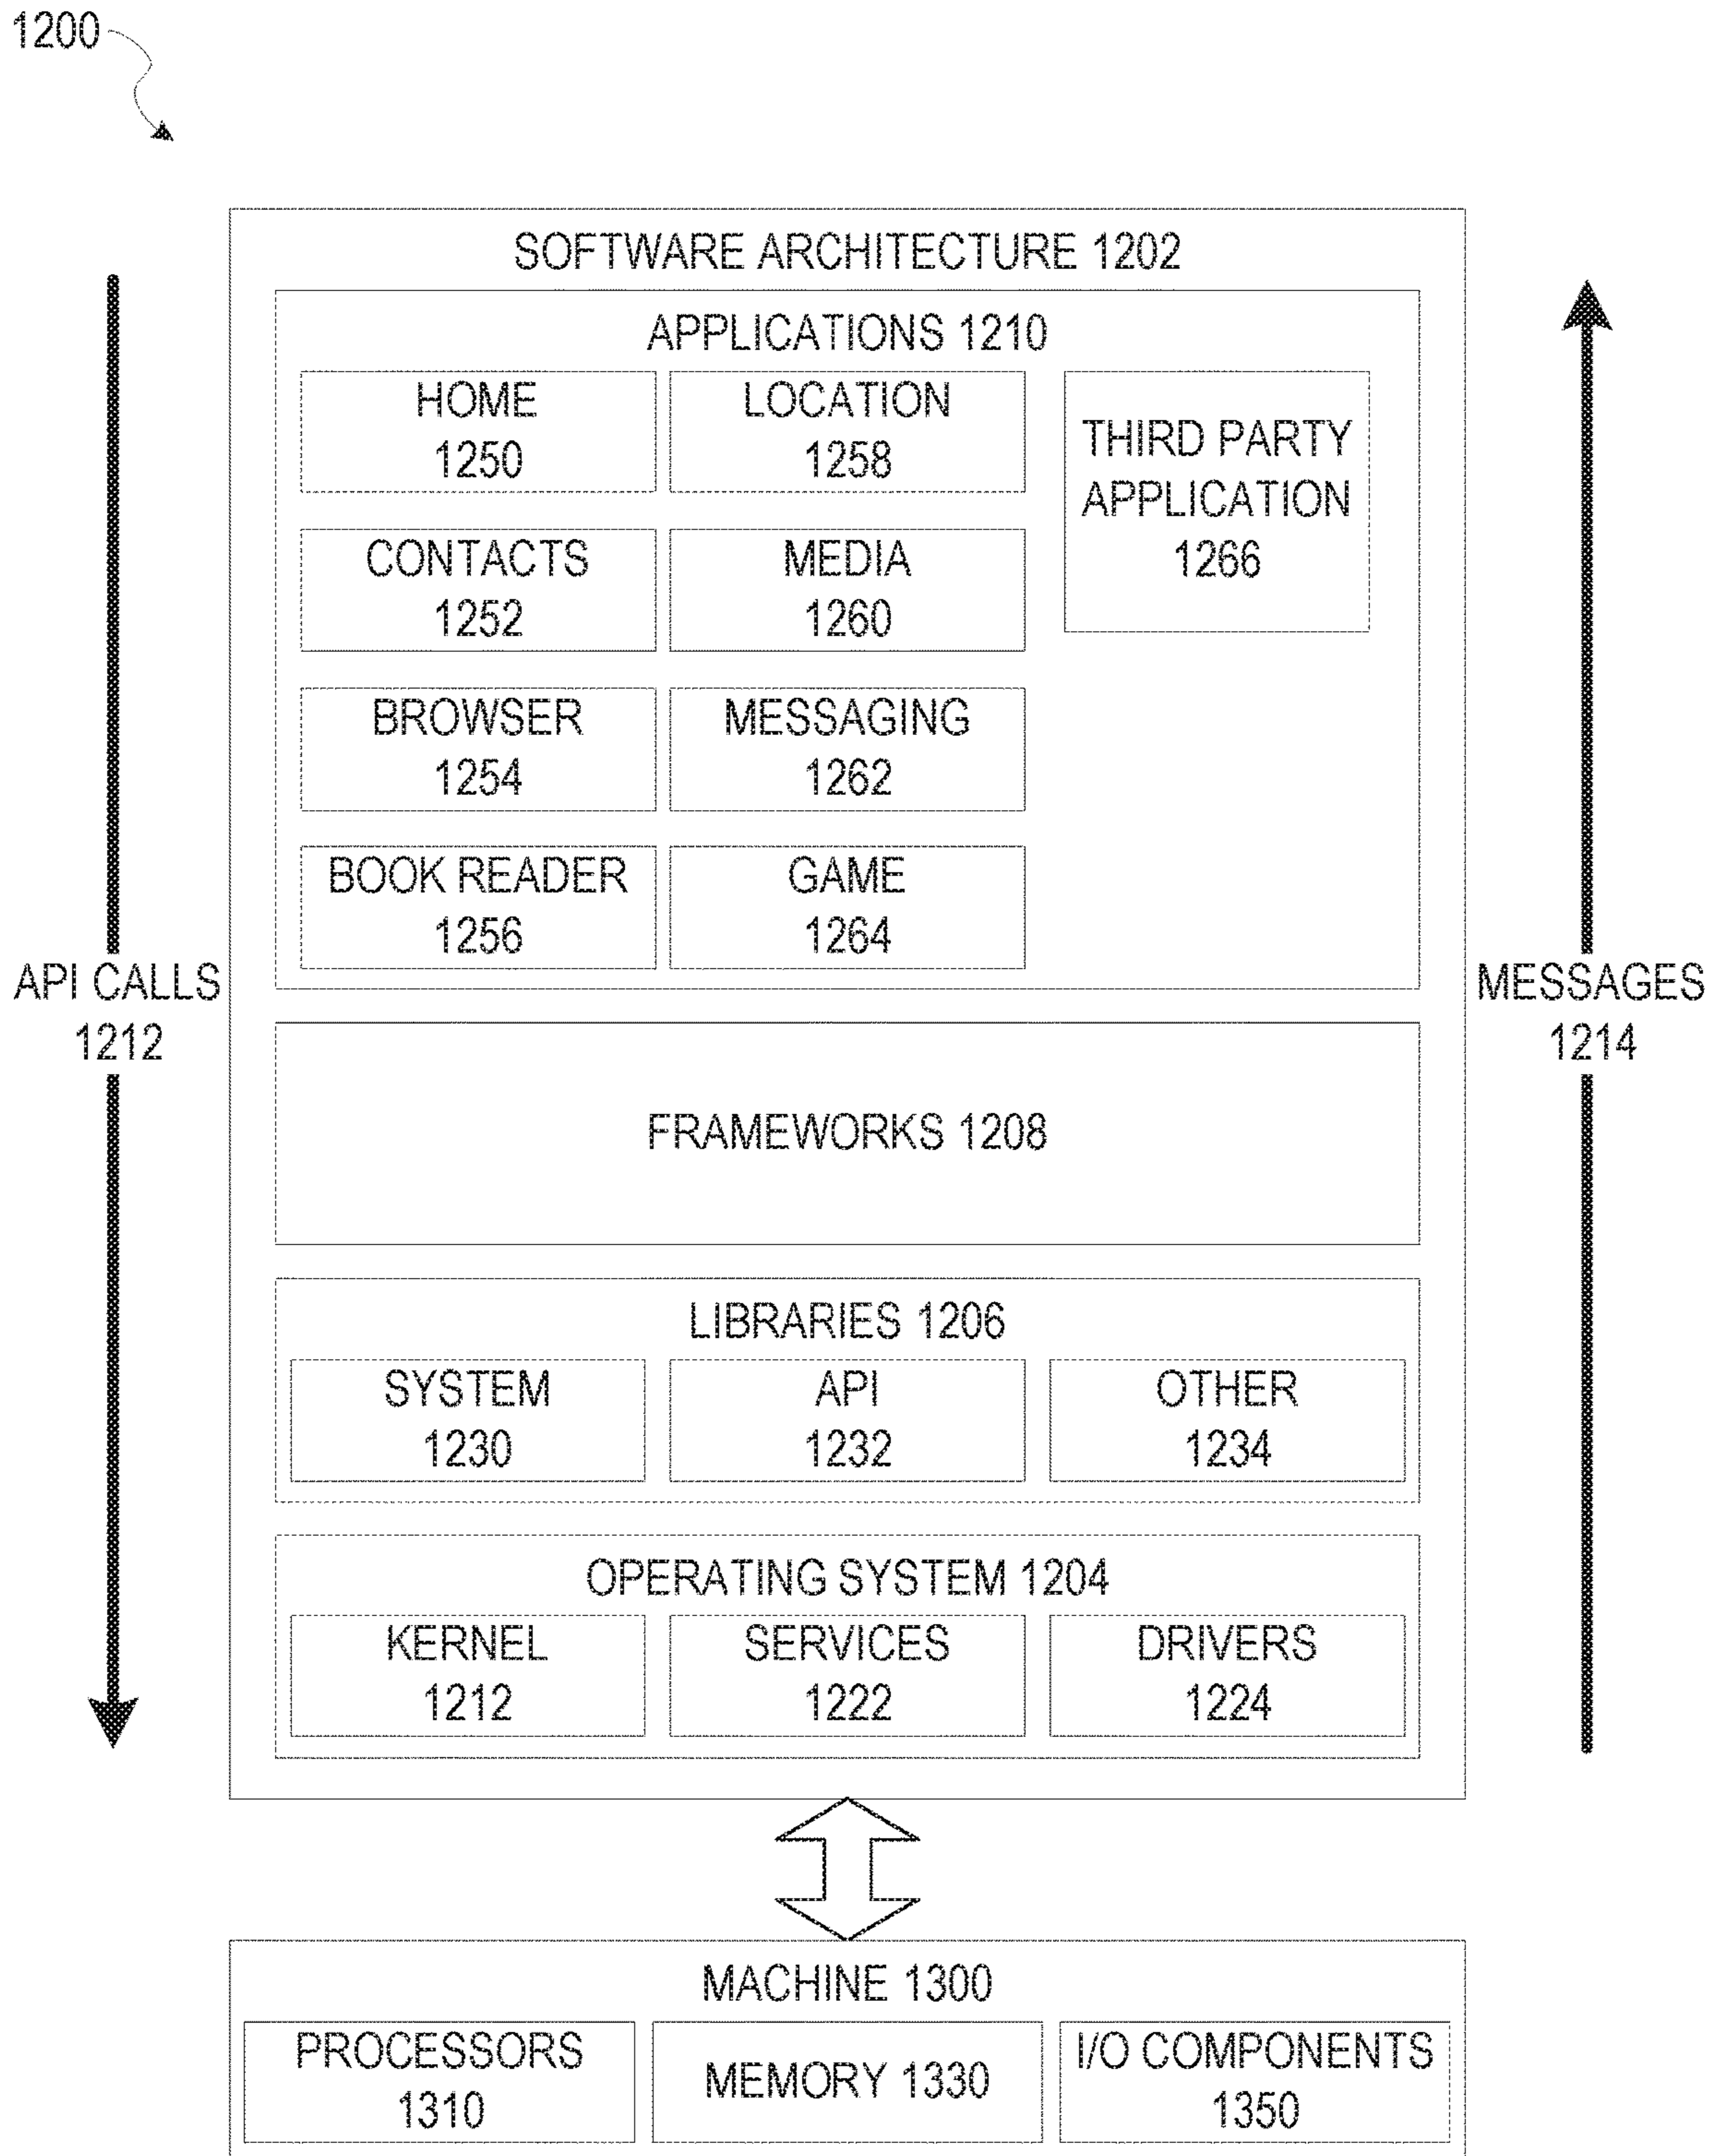 1200
SOFTWARE ARCHITECTURE 1202
APPLICATIONS 1210
HOME
1250
LOCATION
1258
THIRD PARTY
APPLICATION
1266
CONTACTS
1252
MEDIA
1260
BROWSER
1254
MESSAGING
1262
BOOK READER
1256
GAME
1264
API CALLS
1212
MESSAGES
1214
FRAMEWORKS 1208
LIBRARIES 1206
SYSTEM
1230
API
1232
OTHER
1234
OPERATING SYSTEM 1204
KERNEL
1212
SERVICES
1222
DRIVERS
1224
MACHINE 1300
PROCESSORS
1310
MEMORY 1330
I/O COMPONENTS
1350